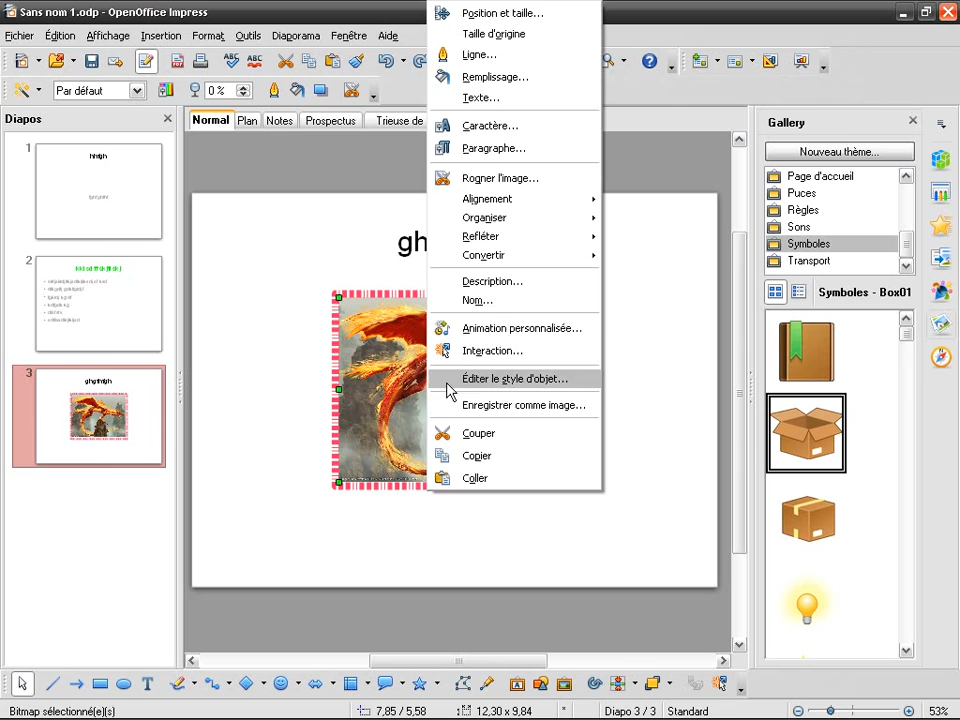 Sans nom 1.odp - OpenOffice Impress
Fichier Édition Affichage Insertion Format Outils Diaporama Fenêtre Aide
Par défaut 0 %
Diapos
Normal Plan Notes Prospectus Trieuse de
1
2
3
ghgfhfgh
gh
Position et taille...
Taille d'origine
Ligne...
Remplissage...
Texte...
Caractère...
Paragraphe...
Rogner l'image...
Alignement
Organiser
Refléter
Convertir
Description...
Nom...
Animation personnalisée...
Interaction...
Éditer le style d'objet...
Enregistrer comme image...
Couper
Copier
Coller
Gallery
Nouveau thème...
Page d'accueil
Puces
Règles
Sons
Symboles
Transport
Symboles - Box01
Bitmap sélectionné(e)(s) 7,85 / 5,58 12,30 x 9,84 * Diapo 3 / 3 Standard 53%